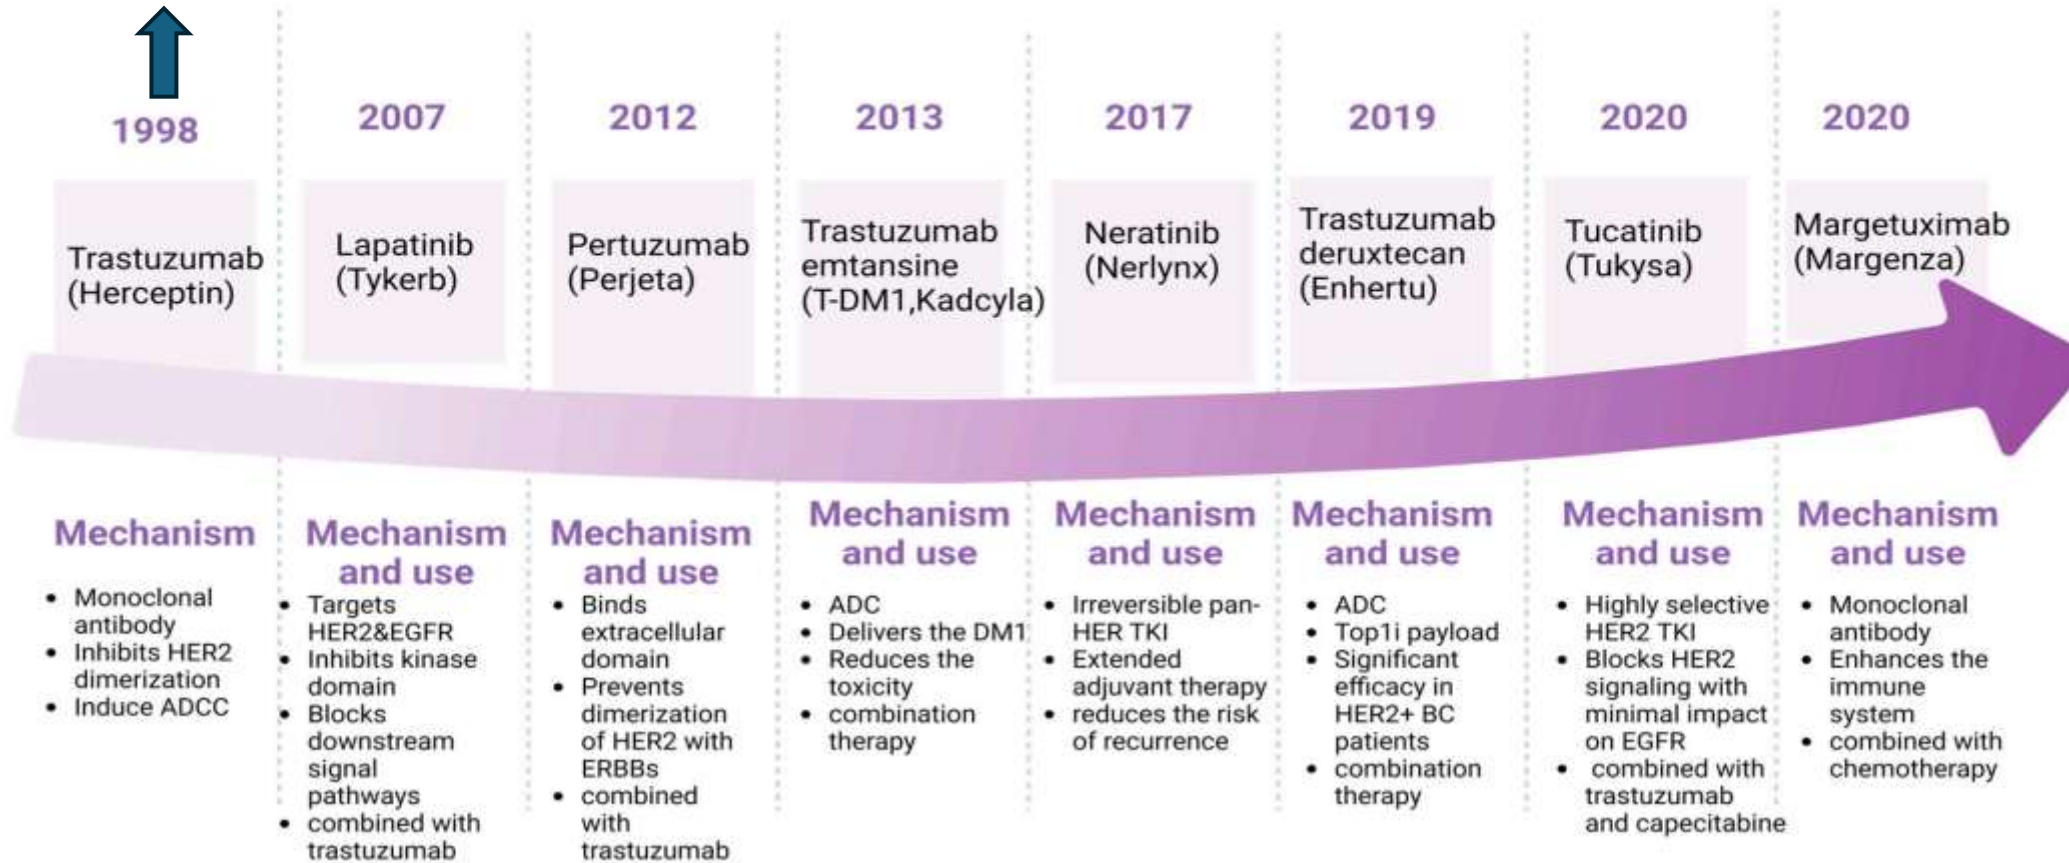 1998
Trastuzumab
(Herceptin)
Mechanism
• Monoclonal
antibody
• Inhibits HER2
dimerization
• Induce ADCC
2007
Lapatinib
(Tykerb)
Mechanism
and use
• Targets
HER2&EGFR
• Inhibits kinase
domain
• Blocks
downstream
signal
pathways
• combined with
trastuzumab
2012
Pertuzumab
(Perjeta)
Mechanism
and use
• Binds
extracellular
domain
• Prevents
dimerization
of HER2 with
ERBBs
• combined
with
trastuzumab
2013
Trastuzumab
emtansine
(T-DM1,Kadcyla)
Mechanism
and use
• ADC
• Delivers the DM1
• Reduces the
toxicity
• combination
therapy
2017
Neratinib
(Nerlynx)
Mechanism
and use
• Irreversible pan-
HER TKI
• Extended
adjuvant therapy
• reduces the risk
of recurrence
2019
Trastuzumab
deruxtecan
(Enhertu)
Mechanism
and use
• ADC
• Top1i payload
• Significant
efficacy in
HER2+ BC
patients
• combination
therapy
2020
Tucatinib
(Tukysa)
Mechanism
and use
• Highly selective
HER2 TKI
• Blocks HER2
signaling with
minimal impact
on EGFR
• combined with
trastuzumab
and capecitabine
2020
Margetuximab
(Margenza)
Mechanism
and use
• Monoclonal
antibody
• Enhances the
immune
system
• combined with
chemotherapy